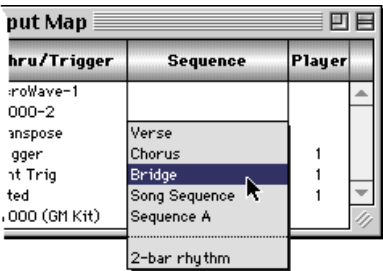 put Map
hru/Trigger Sequence Player
roWave-1
000-2
anspose Verse
gger Chorus 1
nt Trig Bridge 1
ted Song Sequence 1
000 (GM Kit) Sequence A
2-bar rhythm